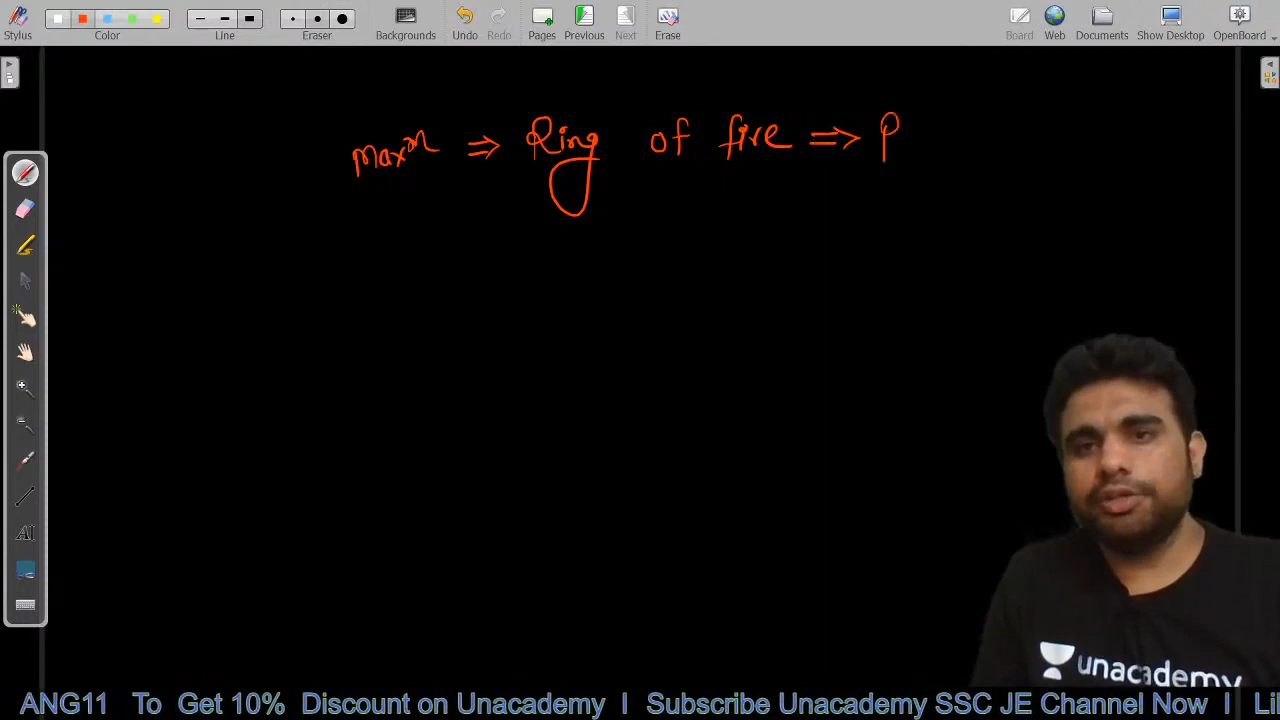 Stylus Color Line Eraser Backgrounds Undo Redo Pages Previous Next Erase Board Web Documents Show Desktop OpenBoard
maxm ⇒ Ring of fire ⇒ P
unacademy
ANG11 To Get 10% Discount on Unacademy I Subscribe Unacademy SSC JE Channel Now I Li